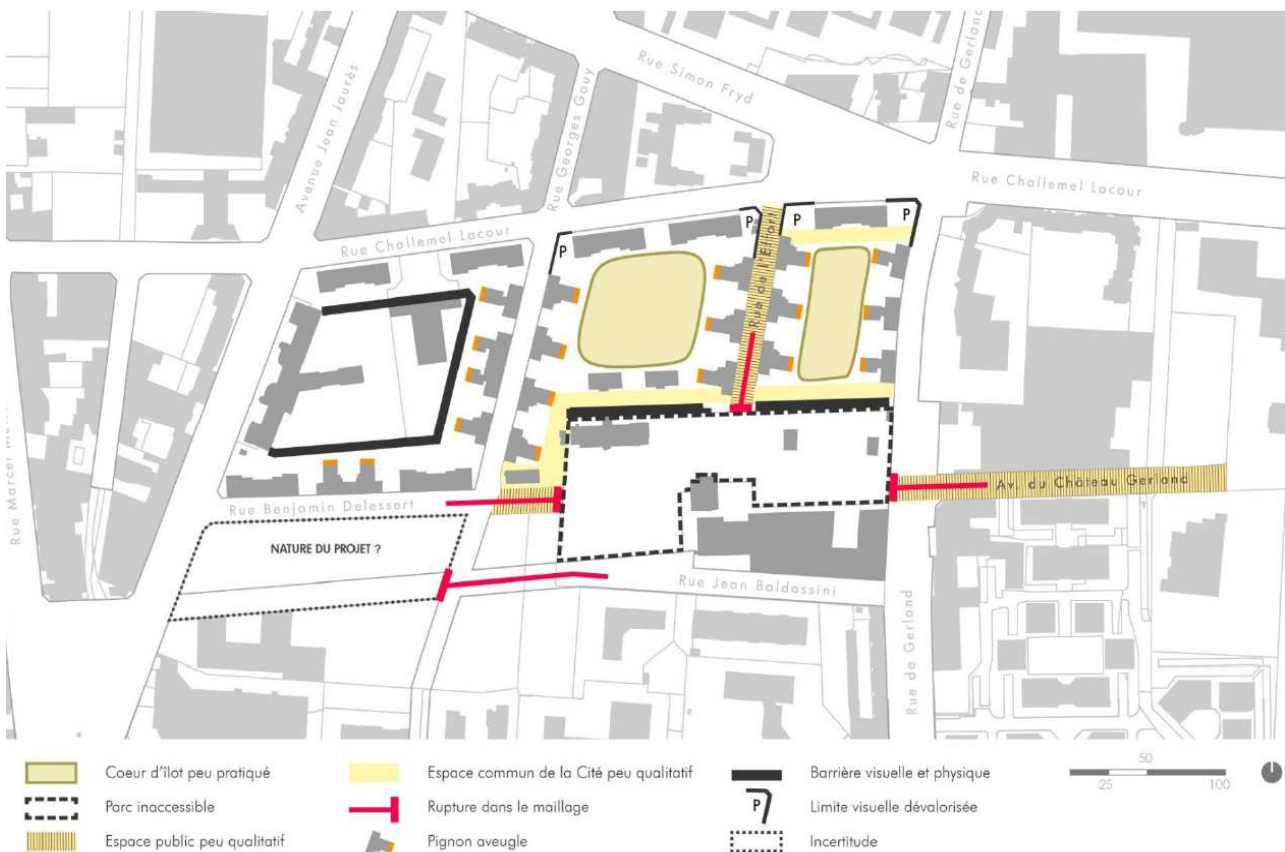 Rue Simon Fryd
Rue de Gerland
Avenue Jean Jaurès
Rue Georges Gouy
Rue Challemel Lacour
Rue Challemel Lacour
P
P
P
P
Rue de l'Effort
Rue Marcel
Rue Benjamin Delessert
Av. du Château Gerland
NATURE DU PROJET ?
Rue Jean Baldassini
Rue de Gerland
Coeur d'îlot peu pratiqué
Espace commun de la Cité peu qualitatif
Barrière visuelle et physique
Parc inaccessible
Rupture dans le maillage
P
Limite visuelle dévalorisée
Espace public peu qualitatif
Pignon aveugle
Incertitude
50
25
100